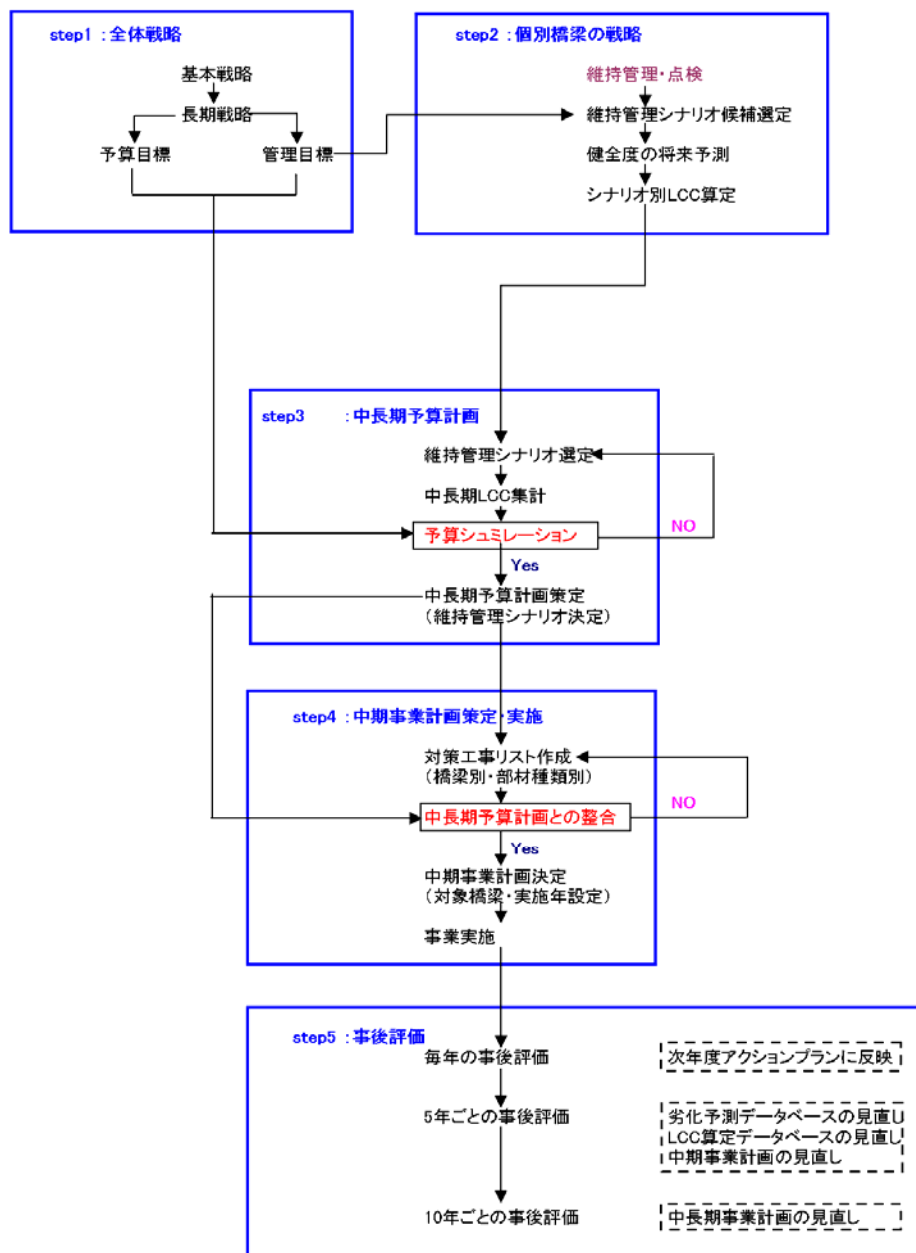 step1 : 全体戦略
基本戦略
長期戦略
予算目標
管理目標
step2 : 個別橋梁の戦略
維持管理・点検
維持管理シナリオ候補選定
健全度の将来予測
シナリオ別LCC算定
step3 : 中長期予算計画
維持管理シナリオ選定
中長期LCC集計
予算シュミレーション
NO
Yes
中長期予算計画策定
(維持管理シナリオ決定)
step4 : 中期事業計画策定・実施
対策工事リスト作成
(橋梁別・部材種類別)
中長期予算計画との整合
NO
Yes
中期事業計画決定
(対象橋梁・実施年設定)
事業実施
step5 : 事後評価
毎年の事後評価
次年度アクションプランに反映
5年ごとの事後評価
劣化予測データベースの見直し
LCC算定データベースの見直し
中期事業計画の見直し
10年ごとの事後評価
中長期事業計画の見直し